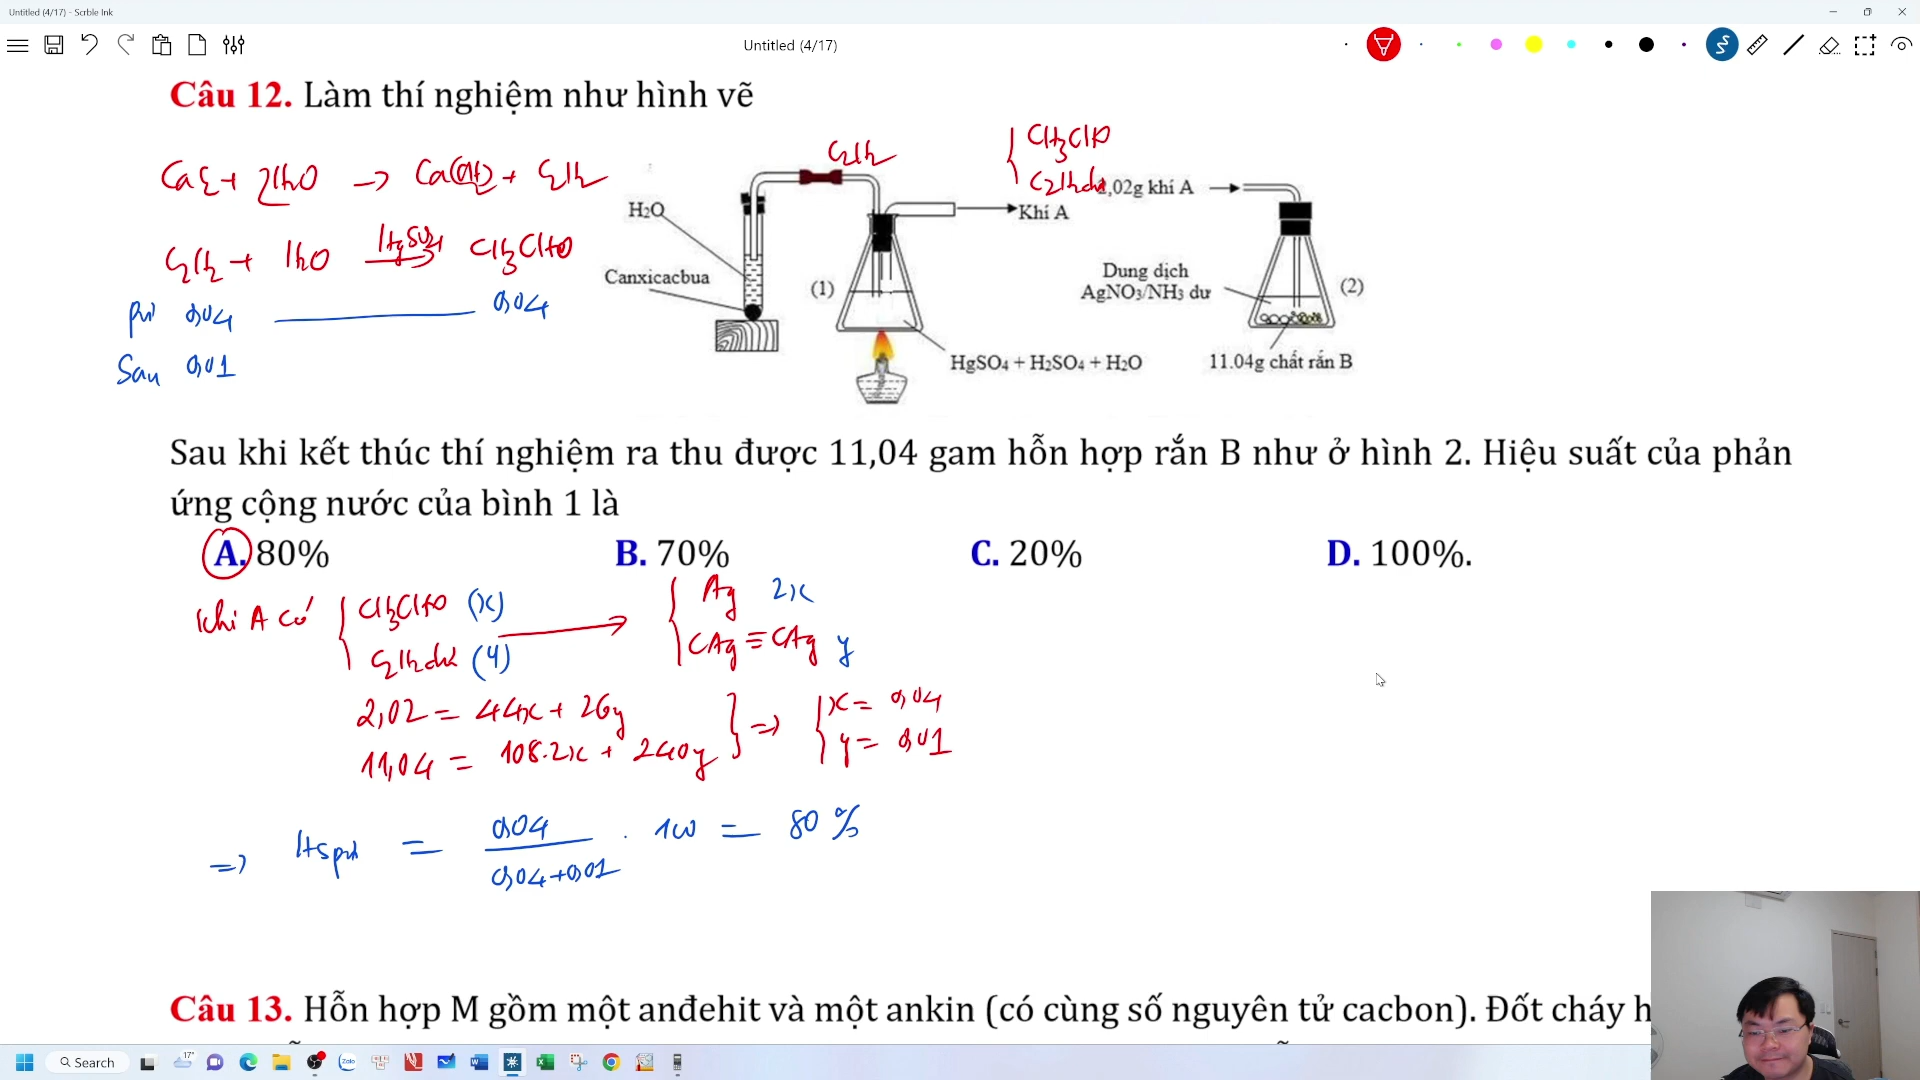 Untitled (4/17) - Scrble Ink
Untitled (4/17)
Câu 12. Làm thí nghiệm như hình vẽ
CaC2 + 2H2O → Ca(OH)2 + C2H2
C2H2 + H2O HgSO4 → CH3CHO
pứ 0,04 0,04
Sau 0,01
C2H2
CH3CHO
C2H2 dư
H2O
Canxicacbua
(1)
Khí A
2,02g khí A
Dung dịch
AgNO3/NH3 dư
(2)
HgSO4 + H2SO4 + H2O
11.04g chất rắn B
Sau khi kết thúc thí nghiệm ra thu được 11,04 gam hỗn hợp rắn B như ở hình 2. Hiệu suất của phản
ứng cộng nước của bình 1 là
A. 80% B. 70% C. 20% D. 100%.
Khi A có { CH3CHO (x) → { Ag 2x
C2H2 dư (y) CAg ≡ CAg y
2,02 = 44x + 26y
11,04 = 108.2x + 240y } => { x = 0,04
y = 0,01
=> Hspứ = 0,04 / 0,04+0,01 . 100 = 80 %
Câu 13. Hỗn hợp M gồm một anđehit và một ankin (có cùng số nguyên tử cacbon). Đốt cháy h
17°
Search
Zalo